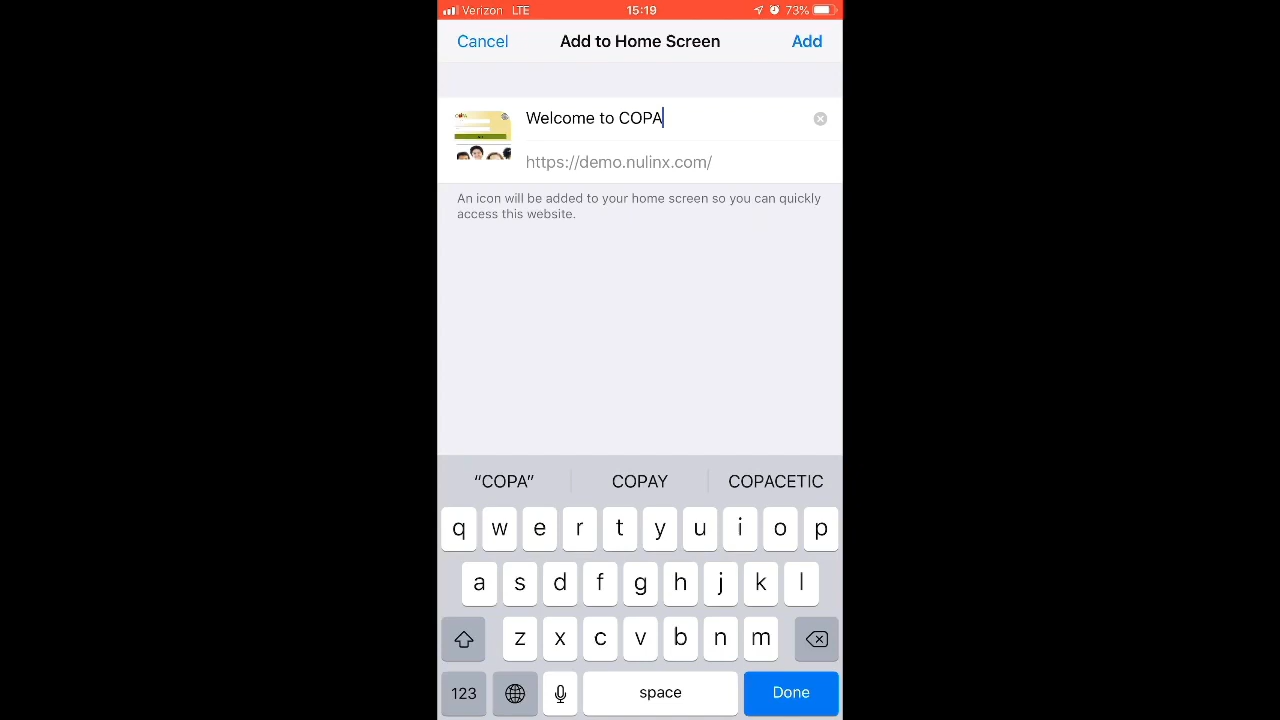 Verizon LTE 15:19 73%
Cancel Add to Home Screen Add
COPA
Welcome to COPA
https://demo.nulinx.com/
An icon will be added to your home screen so you can quickly
access this website.
“COPA” COPAY COPACETIC
q w e r t y u i o p
a s d f g h j k l
z x c v b n m
123 space Done